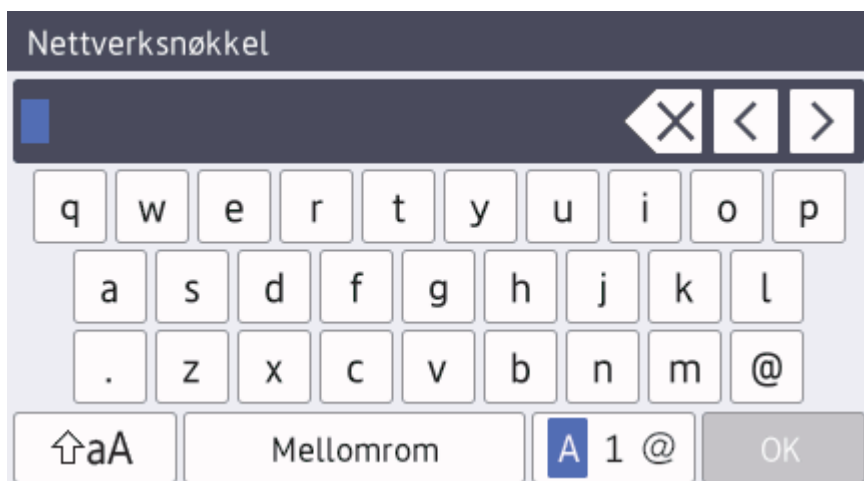 Nettverksnøkkel
q w e r t y u i o p
a s d f g h j k l
. z x c v b n m @
aA Mellomrom A 1 @ OK